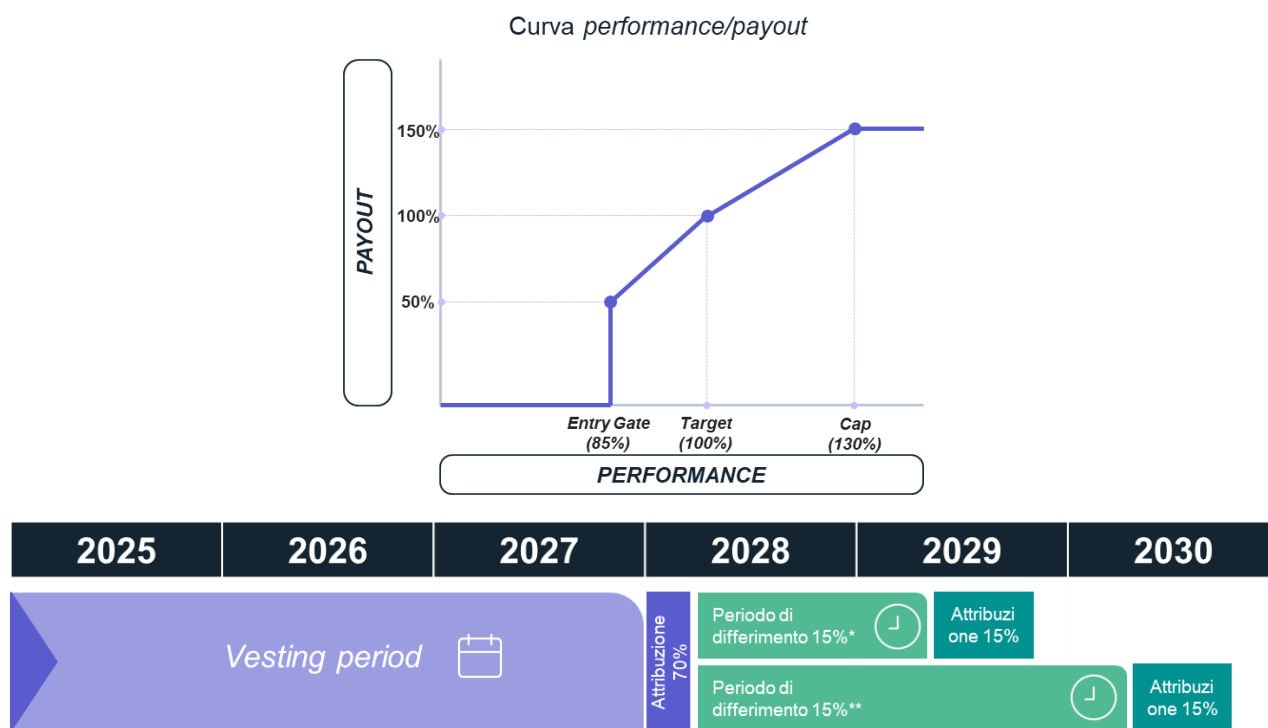 Curva performance/payout
PAYOUT
150%
100%
50%
Entry Gate
(85%)
Target
(100%)
Cap
(130%)
PERFORMANCE
2025
2026
2027
2028
2029
2030
Vesting period
Attribuzione
70%
Periodo di
differimento 15%*
Attribuzi
one 15%
Periodo di
differimento 15%**
Attribuzi
one 15%